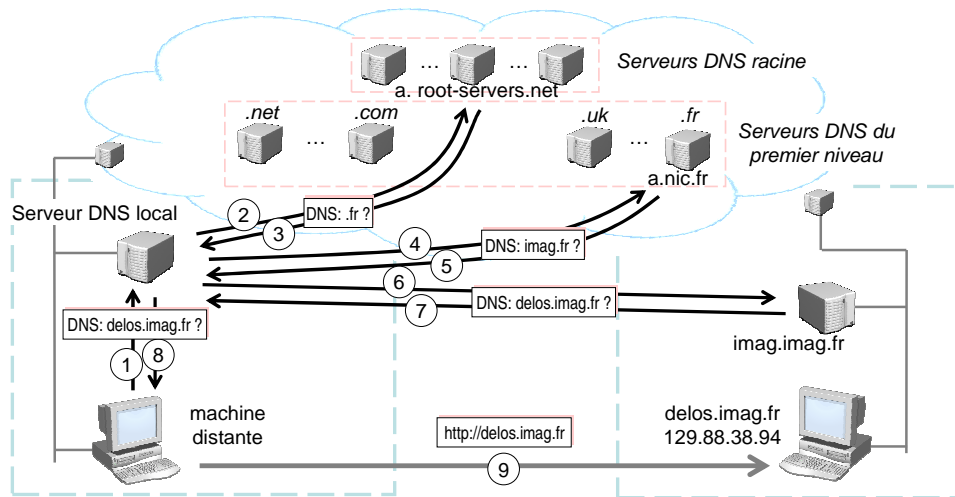 … …
Serveurs DNS racine
a. root-servers.net
.net
.com
.uk
.fr
… …
Serveurs DNS du
premier niveau
a.nic.fr
Serveur DNS local
2
DNS: .fr ?
3
4
DNS: imag.fr ?
5
6
DNS: delos.imag.fr ?
7
DNS: delos.imag.fr ?
imag.imag.fr
1
8
machine
distante
http://delos.imag.fr
delos.imag.fr
129.88.38.94
9